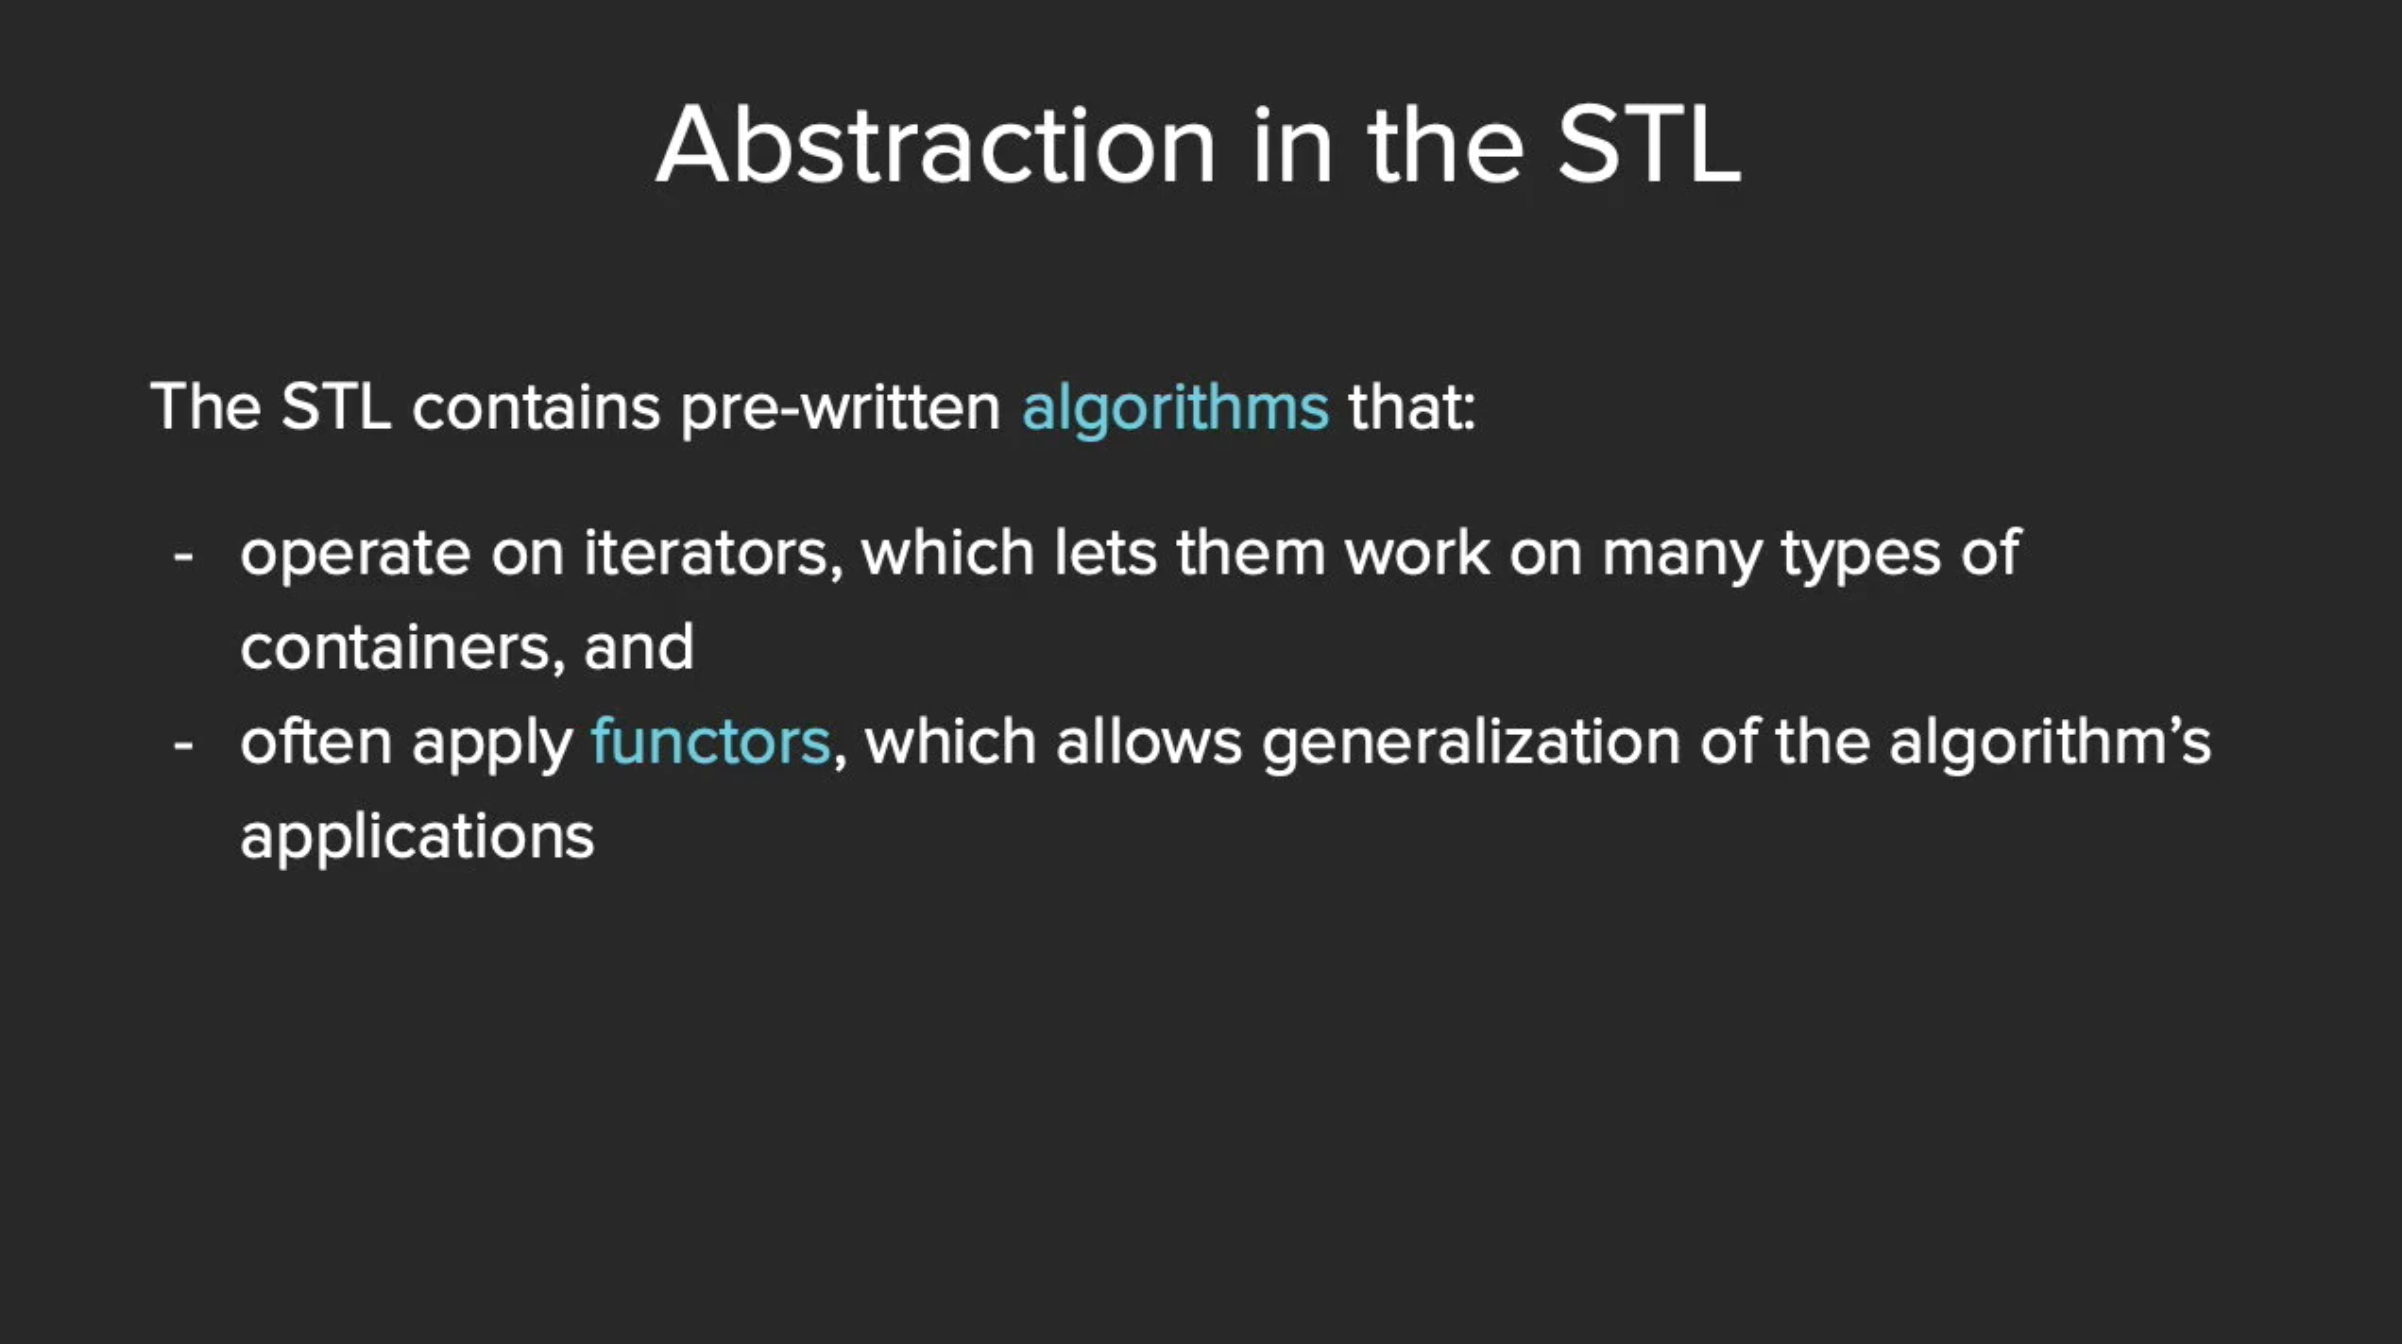 Abstraction in the STL
The STL contains pre-written algorithms that:
- operate on iterators, which lets them work on many types of
containers, and
- often apply functors, which allows generalization of the algorithm’s
applications